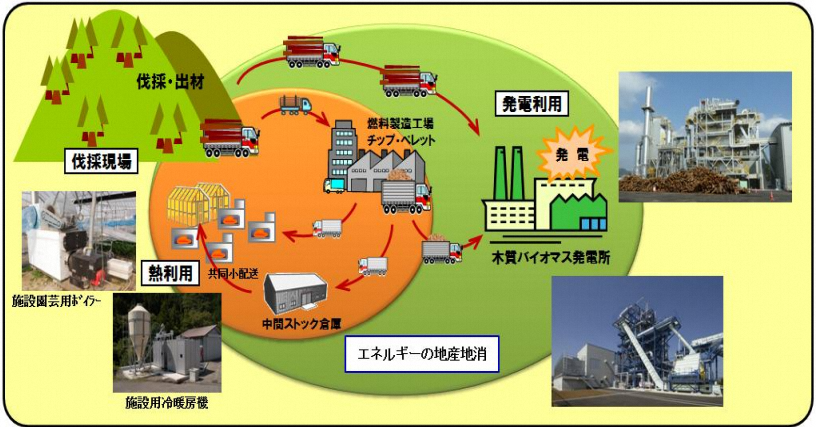 伐採・出材
伐採現場
燃料製造工場
チップ・ペレット
発電利用
発 電
木質バイオマス発電所
熱利用
共同小配送
中間ストック倉庫
施設園芸用ボイラー
施設用冷暖房機
エネルギーの地産地消